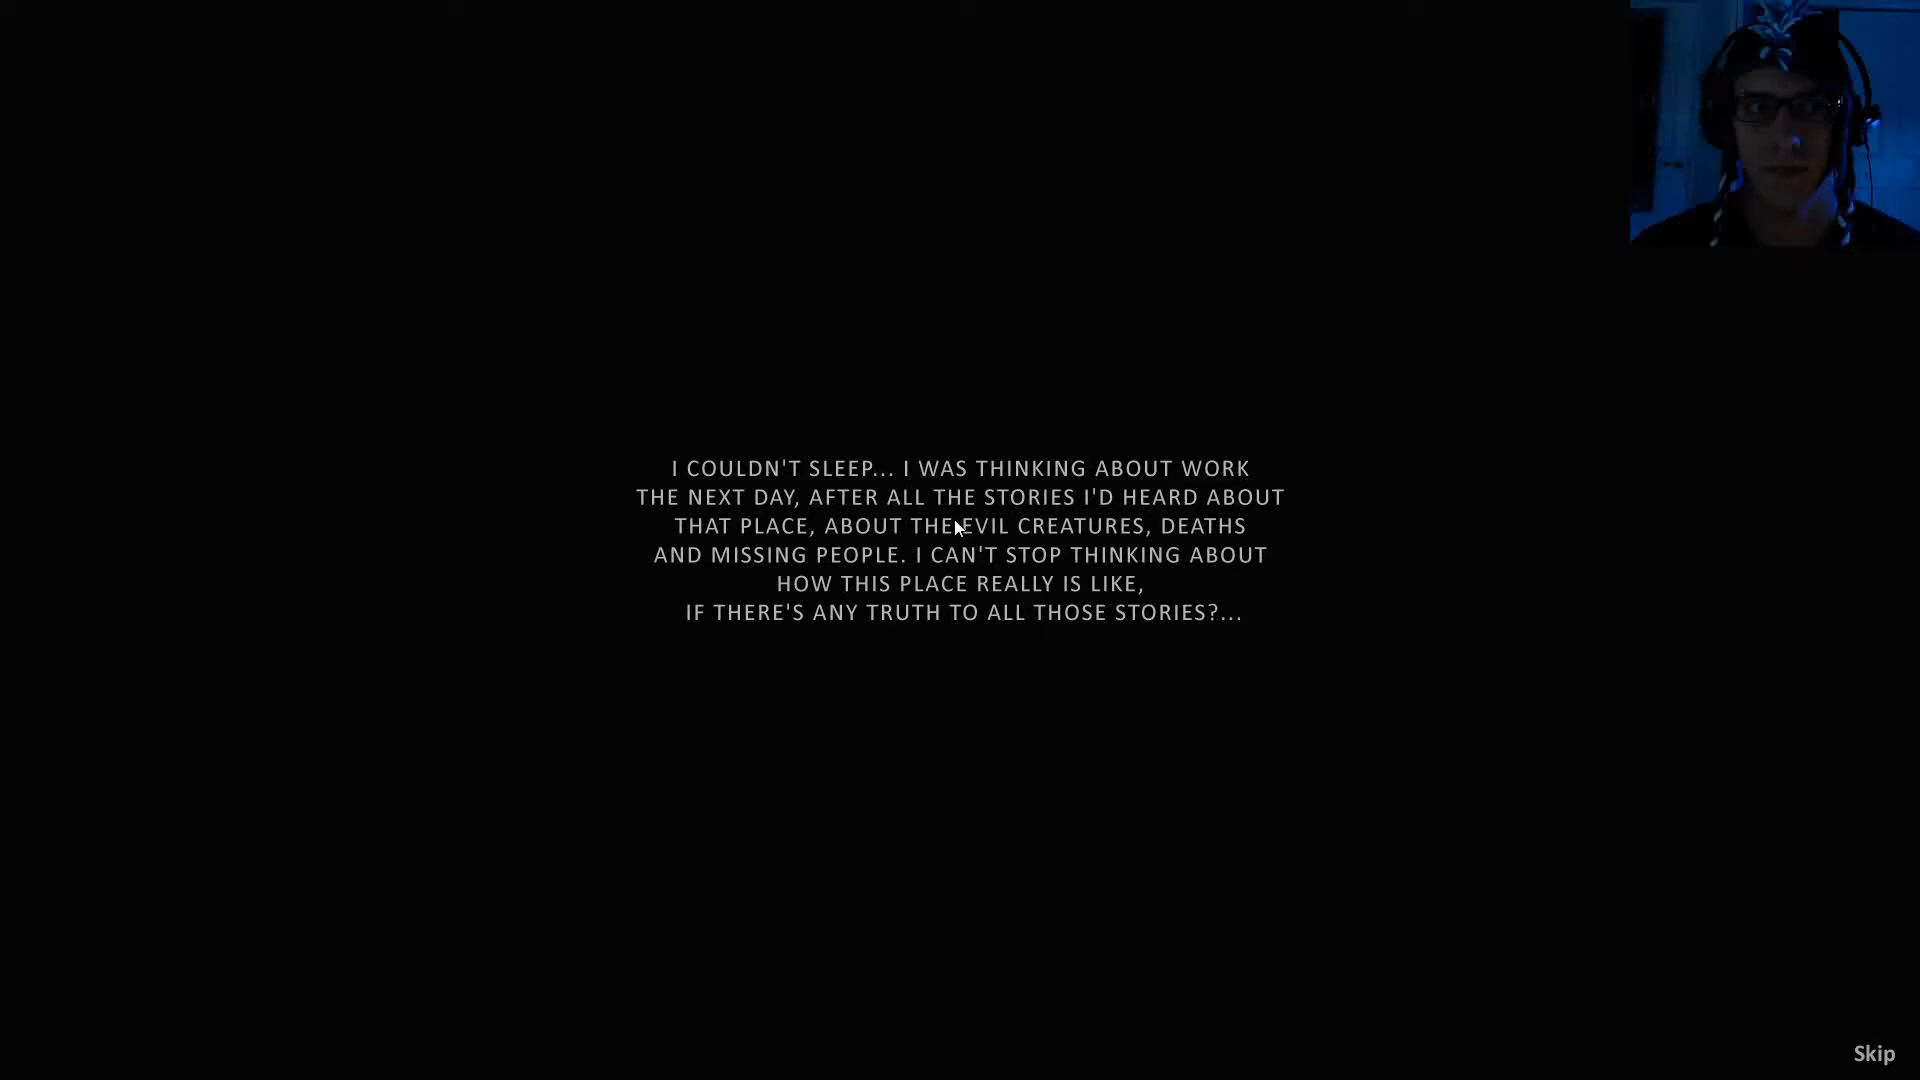 I COULDN'T SLEEP... I WAS THINKING ABOUT WORK
THE NEXT DAY, AFTER ALL THE STORIES I'D HEARD ABOUT
THAT PLACE, ABOUT THE EVIL CREATURES, DEATHS
AND MISSING PEOPLE. I CAN'T STOP THINKING ABOUT
HOW THIS PLACE REALLY IS LIKE,
IF THERE'S ANY TRUTH TO ALL THOSE STORIES?...
Skip